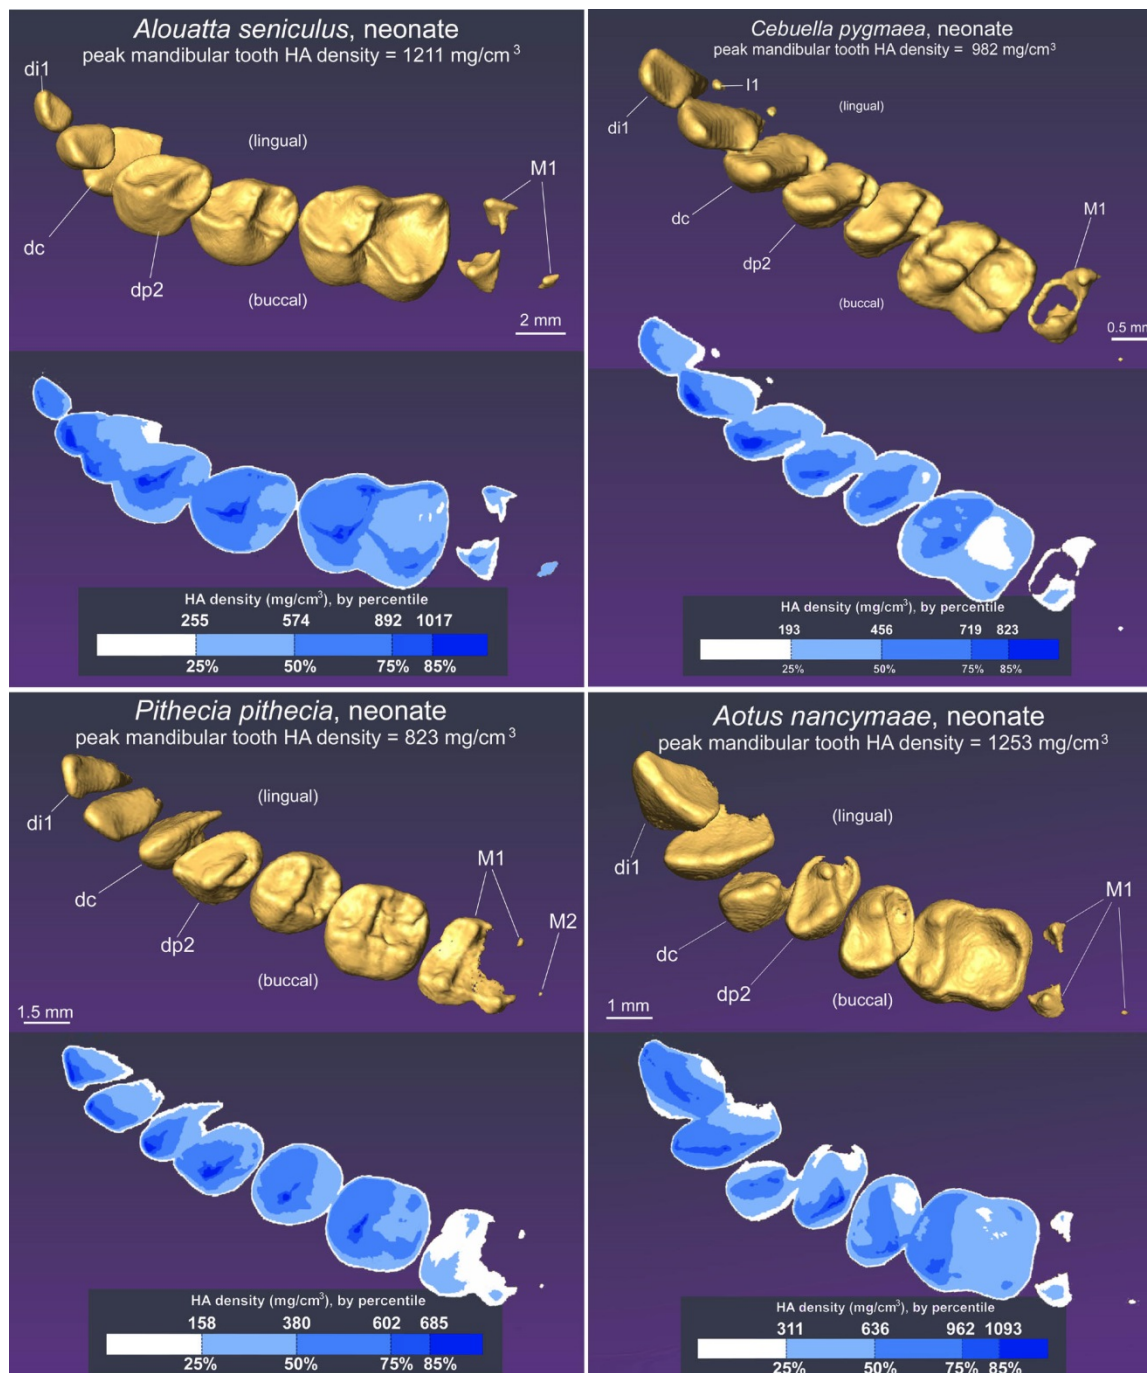 Alouatta seniculus, neonate
peak mandibular tooth HA density = 1211 mg/cm³
di1
(lingual)
M1
dc
dp2
(buccal)
2 mm
HA density (mg/cm³), by percentile
255 574 892 1017
25% 50% 75% 85%
Cebuella pygmaea, neonate
peak mandibular tooth HA density = 982 mg/cm³
I1
(lingual)
di1
dc
M1
dp2
(buccal)
0.5 mm
HA density (mg/cm³), by percentile
193 456 719 823
25% 50% 75% 85%
Pithecia pithecia, neonate
peak mandibular tooth HA density = 823 mg/cm³
(lingual)
di1
M1
dc
M2
dp2
(buccal)
1.5 mm
HA density (mg/cm³), by percentile
158 380 602 685
25% 50% 75% 85%
Aotus nancymaae, neonate
peak mandibular tooth HA density = 1253 mg/cm³
(lingual)
di1
M1
dc
dp2
(buccal)
1 mm
HA density (mg/cm³), by percentile
311 636 962 1093
25% 50% 75% 85%